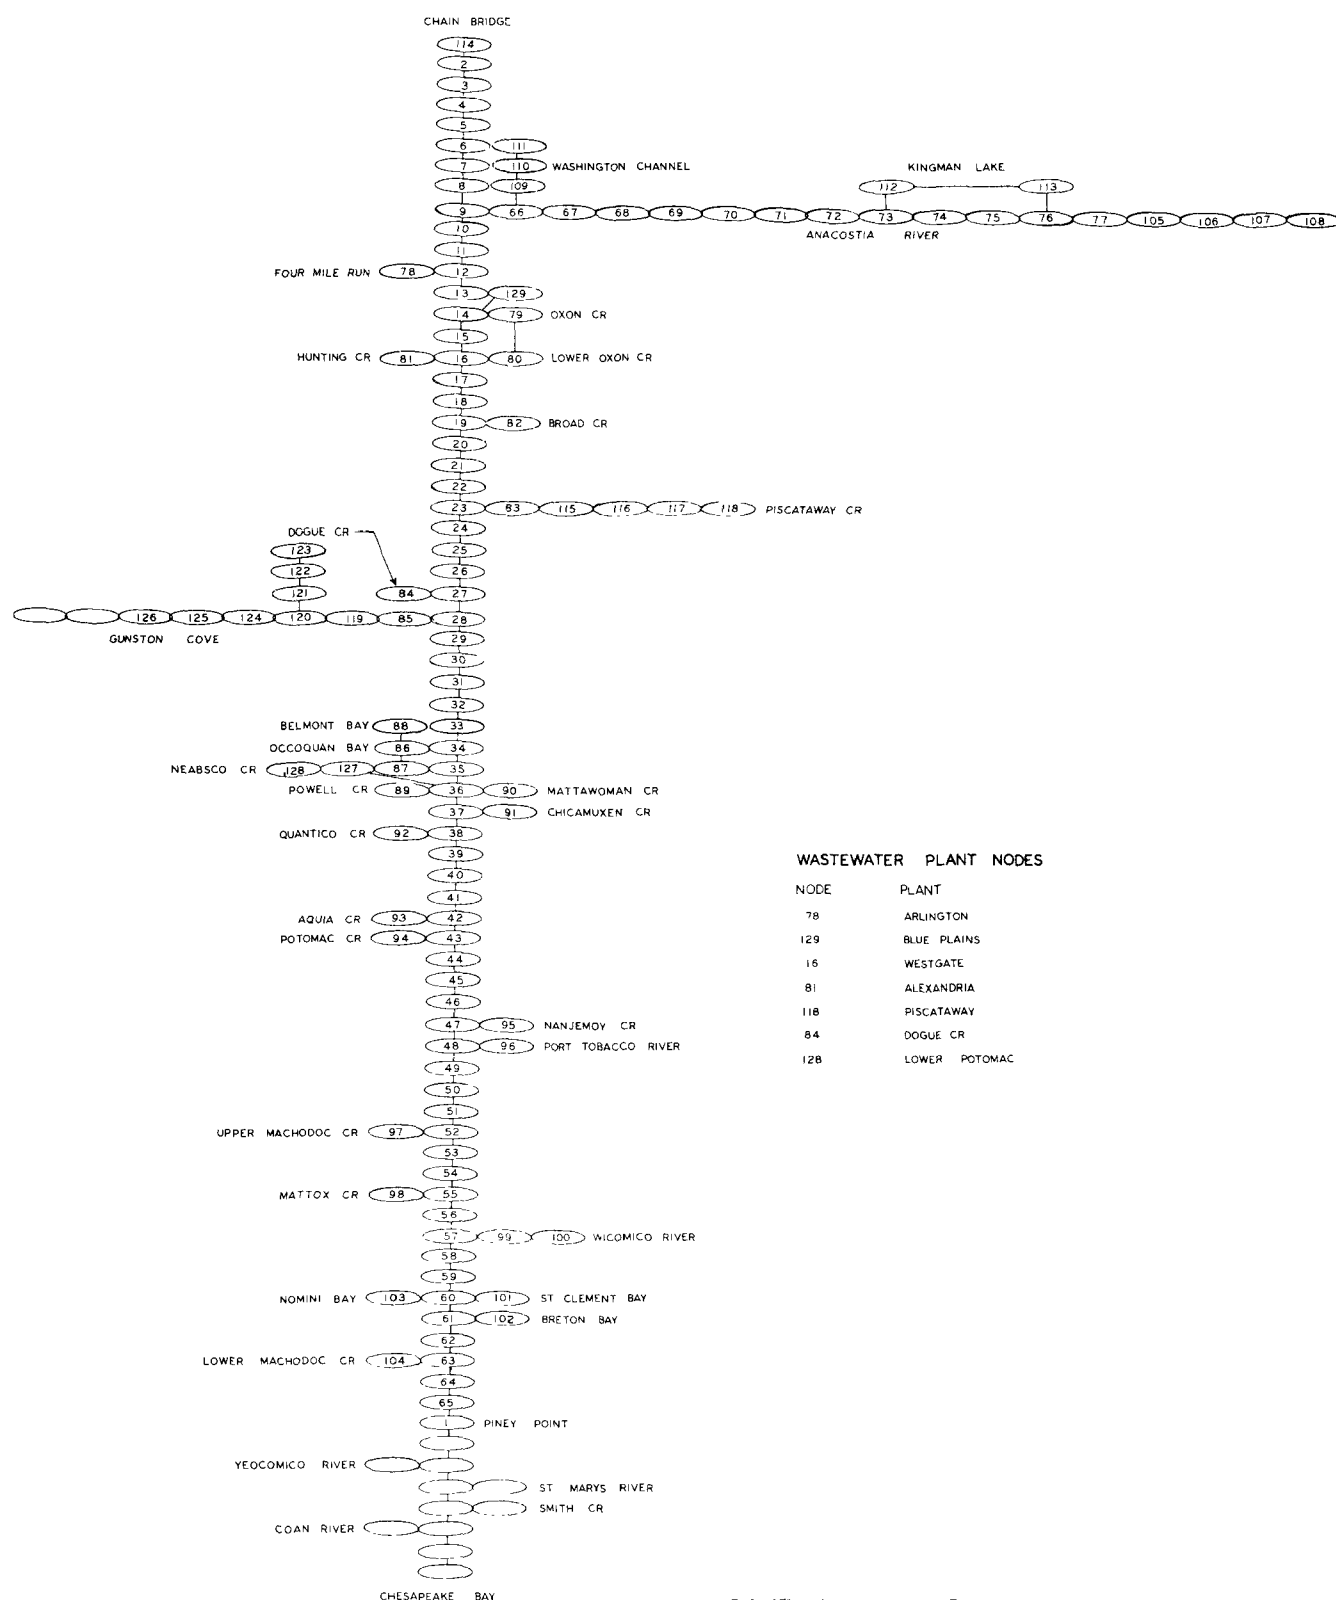 CHAIN BRIDGE
114
2
3
4
5
6 111
7 110 WASHINGTON CHANNEL
KINGMAN LAKE
8 109 112 113
9 66 67 68 69 70 71 72 73 74 75 76 77 105 106 107 108
ANACOSTIA RIVER
10
11
FOUR MILE RUN 78 12
13 129
14 79 OXON CR
15
HUNTING CR 81 16 80 LOWER OXON CR
17
18
19 82 BROAD CR
20
21
22
23 83 115 116 117 118 PISCATAWAY CR
24
DOGUE CR
123 25
122 26
121 84 27
126 125 124 120 119 85 28
GUNSTON COVE
29
30
31
32
BELMONT BAY 88 33
OCCOQUAN BAY 86 34
NEABSCO CR 128 127 87 35
POWELL CR 89 36 90 MATTAWOMAN CR
37 91 CHICAMUXEN CR
QUANTICO CR 92 38
39
40
41
AQUIA CR 93 42
POTOMAC CR 94 43
44
45
46
47 95 NANJEMOY CR
48 96 PORT TOBACCO RIVER
49
50
51
UPPER MACHODOC CR 97 52
53
54
MATTOX CR 98 55
56
57 99 100 WICOMICO RIVER
58
59
NOMINI BAY 103 60 101 ST CLEMENT BAY
61 102 BRETON BAY
62
LOWER MACHODOC CR 104 63
64
65
1 PINEY POINT
YEOCOMICO RIVER
ST MARYS RIVER
SMITH CR
COAN RIVER
CHESAPEAKE BAY
WASTEWATER PLANT NODES
NODE PLANT
78 ARLINGTON
129 BLUE PLAINS
16 WESTGATE
81 ALEXANDRIA
118 PISCATAWAY
84 DOGUE CR
128 LOWER POTOMAC